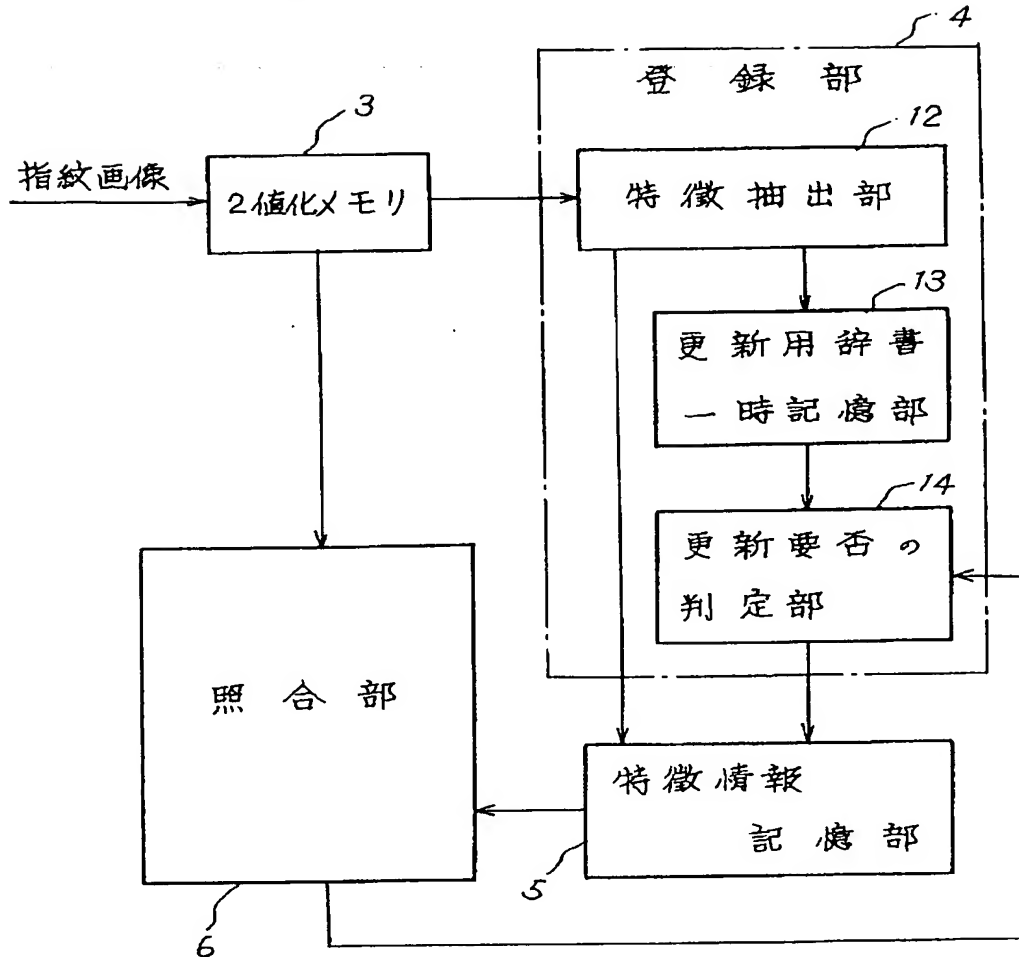 4
登録部
3
12
指紋画像
2値化メモリ
特徴抽出部
13
更新用辞書
一時記憶部
14
更新要否の
判定部
照合部
特徴情報
記憶部
5
6